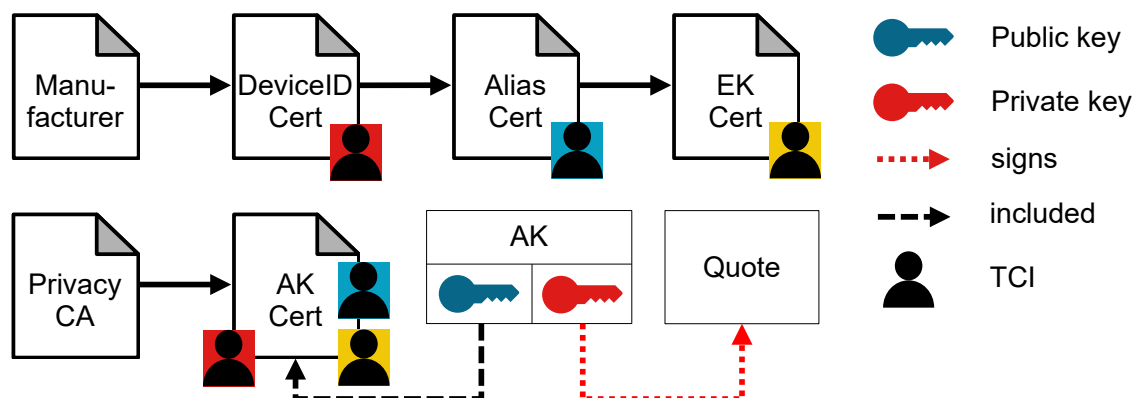 Manu-
facturer
DeviceID
Cert
Alias
Cert
EK
Cert
Public key
Private key
signs
included
TCI
Privacy
CA
AK
Cert
AK
Quote